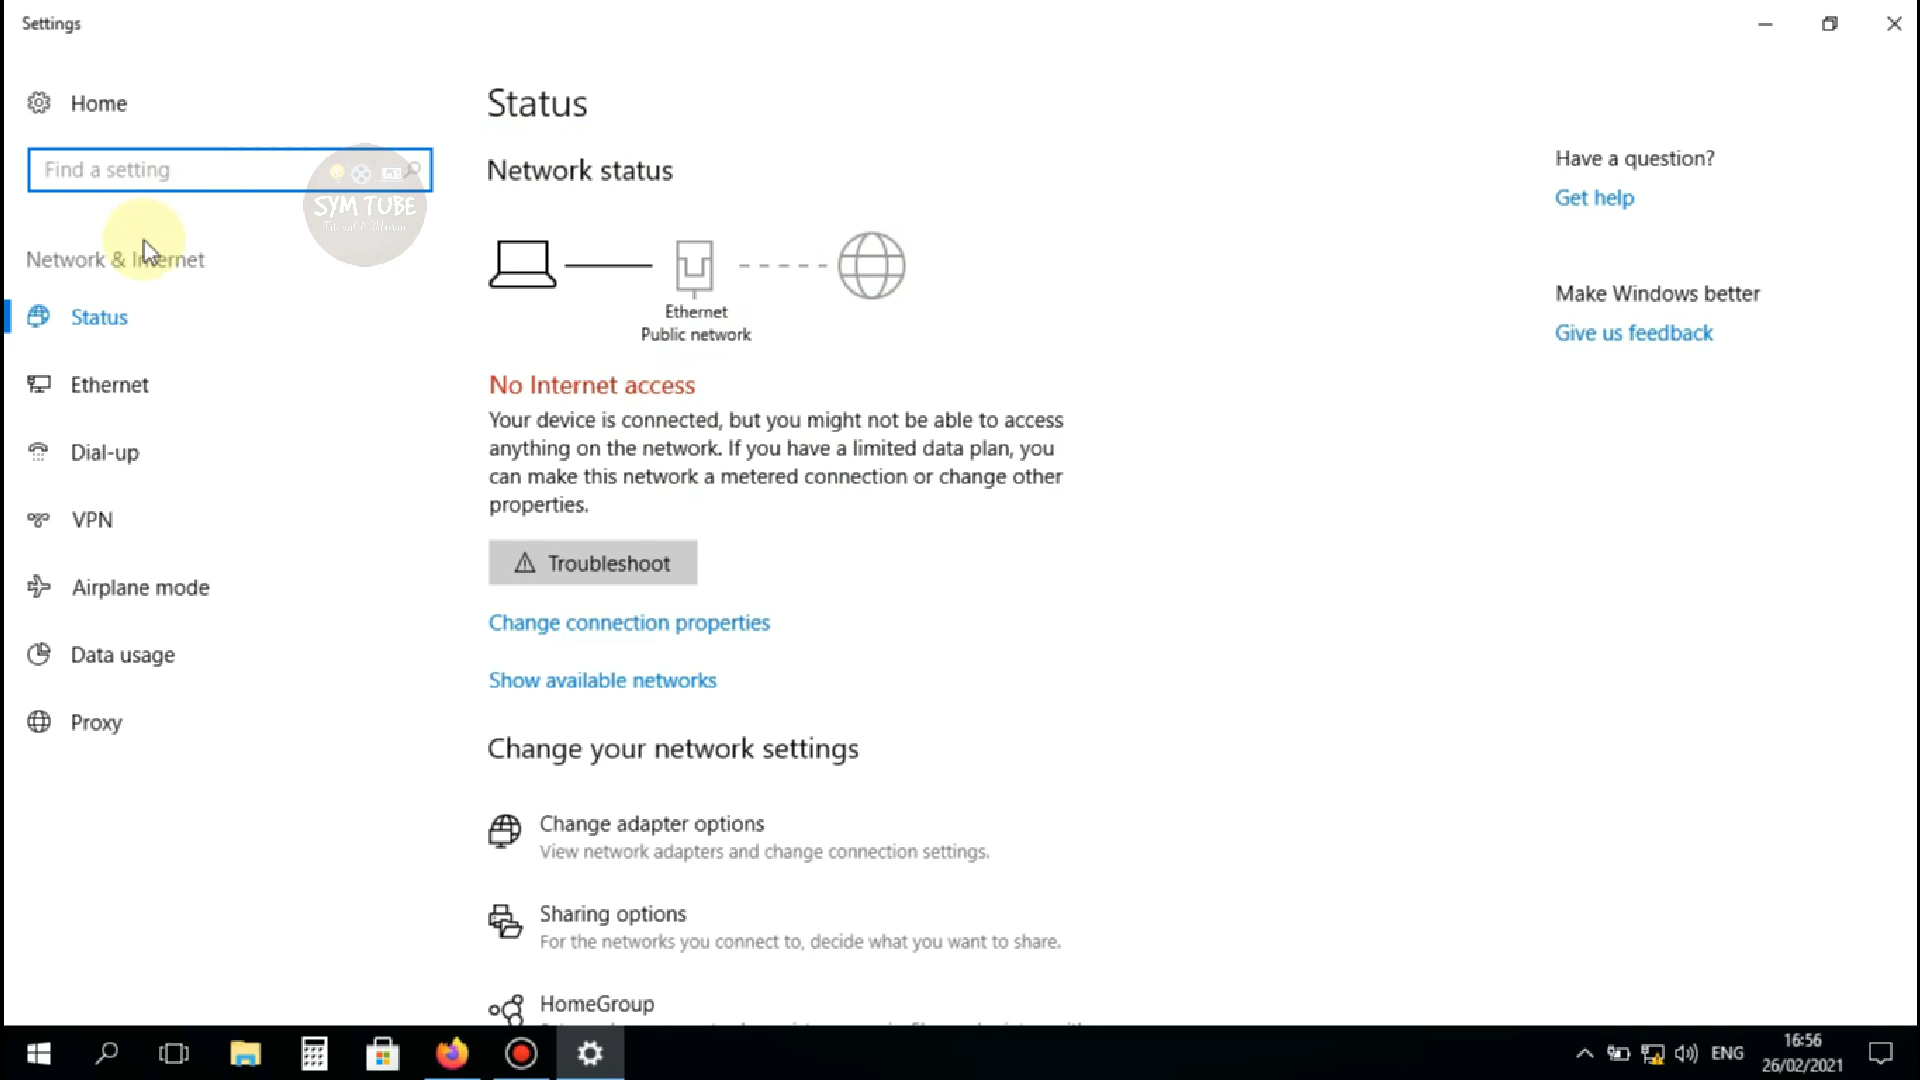 Settings
Home
Find a setting
SYM TUBE
Network & Internet
Status
Ethernet
Dial-up
VPN
Airplane mode
Data usage
Proxy
Status
Network status
Ethernet
Public network
No Internet access
Your device is connected, but you might not be able to access
anything on the network. If you have a limited data plan, you
can make this network a metered connection or change other
properties.
Troubleshoot
Change connection properties
Show available networks
Change your network settings
Change adapter options
View network adapters and change connection settings.
Sharing options
For the networks you connect to, decide what you want to share.
HomeGroup
Have a question?
Get help
Make Windows better
Give us feedback
ENG
16:56
26/02/2021